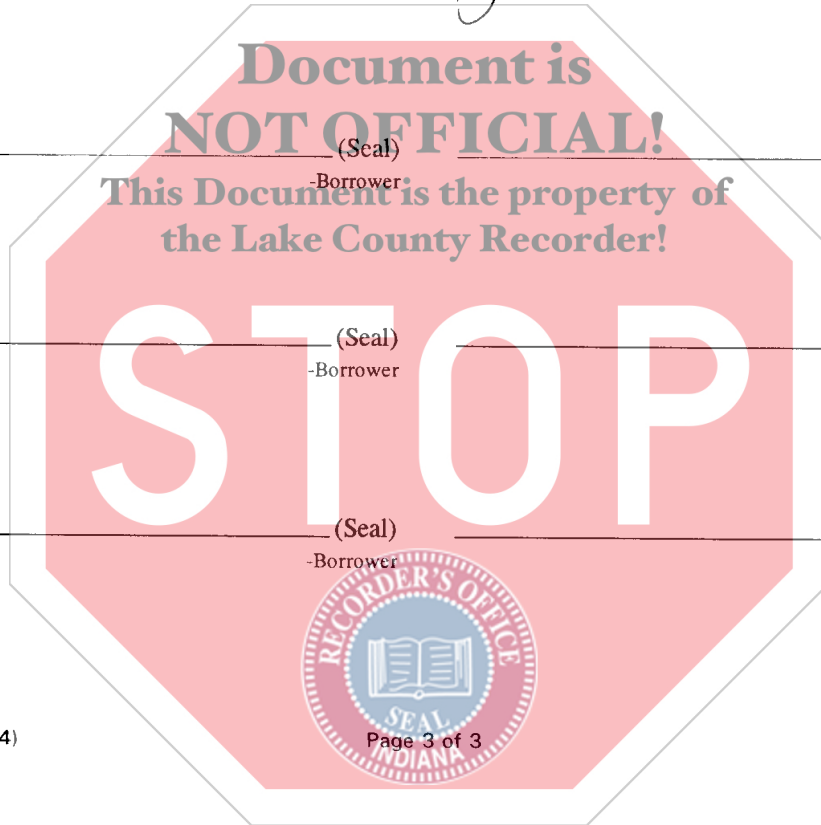 Document is
NOT OFFICIAL!
(Seal)
-Borrower
This Document is the property of
the Lake County Recorder!
STOP
(Seal)
-Borrower
(Seal)
-Borrower
RECORDER'S OFFICE
SEAL
INDIANA
4)
Page 3 of 3